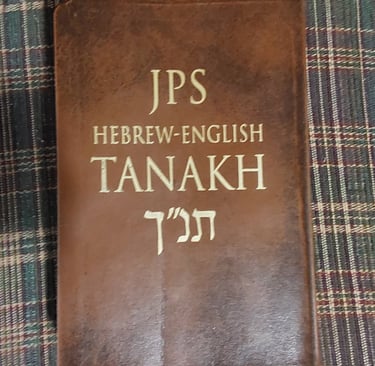 JPS
HEBREW-ENGLISH
TANAKH
תנ״ך